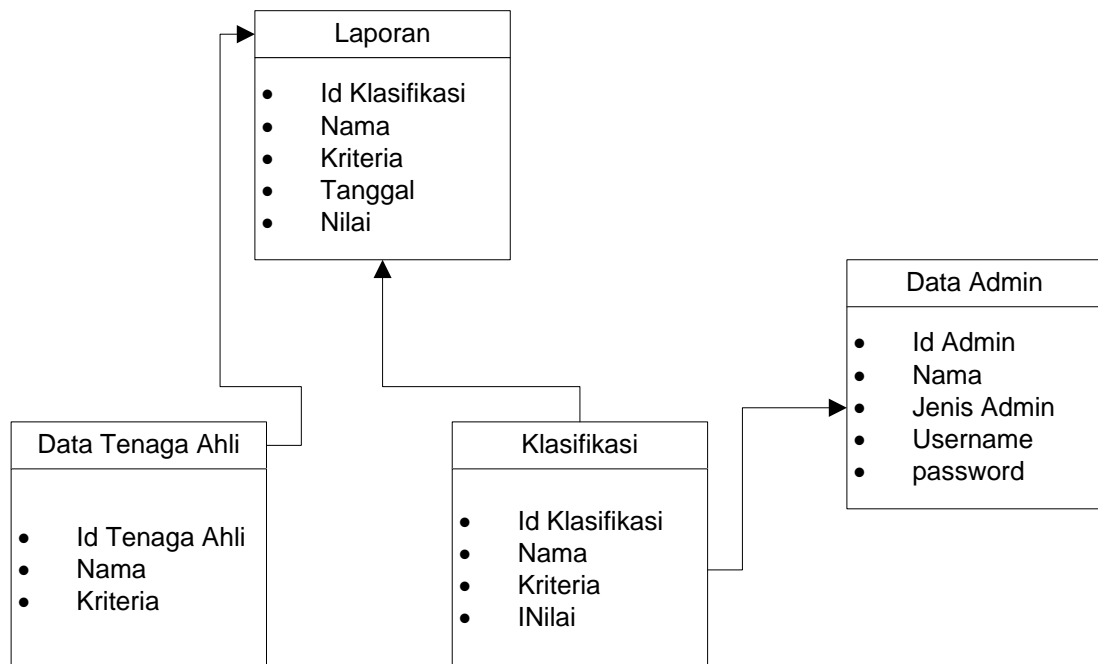 Laporan
Id Klasifikasi
Nama
Kriteria
Tanggal
Nilai
Data Admin
Id Admin
Nama
Jenis Admin
Username
password
Data Tenaga Ahli
Id Tenaga Ahli
Nama
Kriteria
Klasifikasi
Id Klasifikasi
Nama
Kriteria
INilai